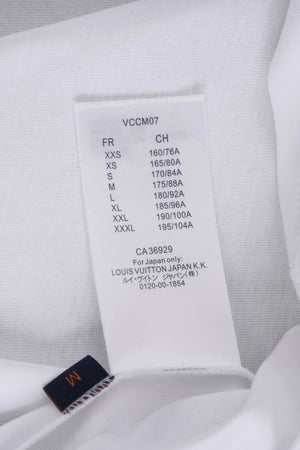 VCCM07
FR CH
XXS 160/76A
XS 165/80A
S 170/84A
M 175/88A
L 180/92A
XL 185/96A
XXL 190/100A
XXXL 195/104A
CA36929
For Japan only:
LOUIS VUITTON JAPAN K.K.
ルイ・ヴィトン ジャパン(株)
0120-00-1854
M